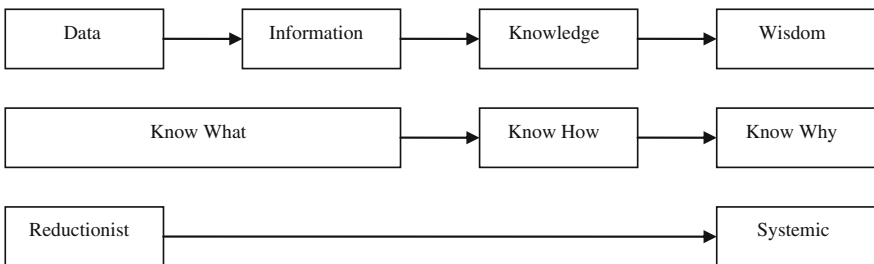 Data Information Knowledge Wisdom
Know What Know How Know Why
Reductionist Systemic